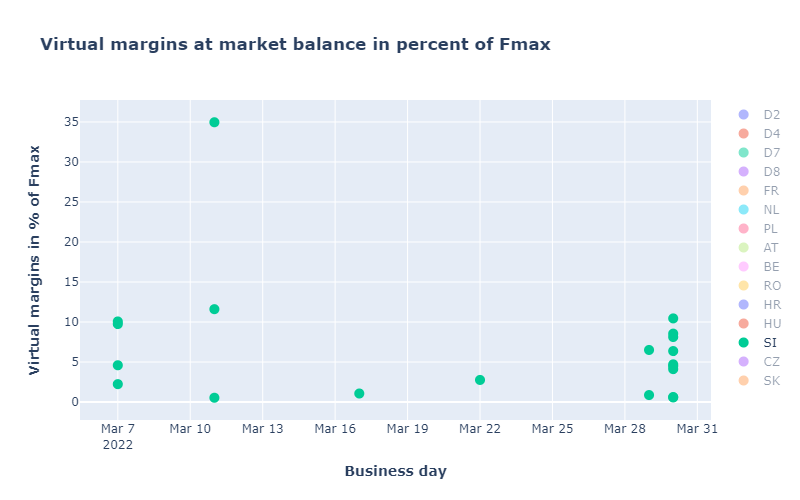 Virtual margins at market balance in percent of Fmax
Virtual margins in % of Fmax
35
30
25
20
15
10
5
0
Mar 7
2022
Mar 10
Mar 13
Mar 16
Mar 19
Mar 22
Mar 25
Mar 28
Mar 31
Business day
D2
D4
D7
D8
FR
NL
PL
AT
BE
RO
HR
HU
SI
CZ
SK